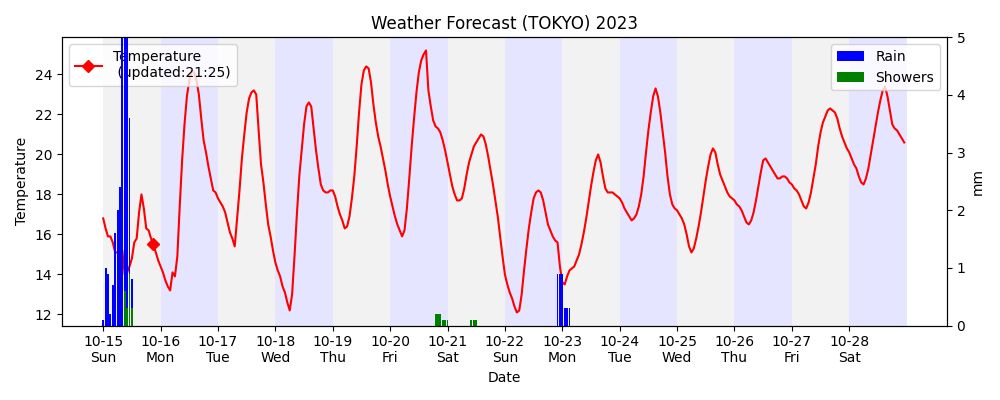 Weather Forecast (TOKYO) 2023
Temperature
(updated:21:25)
Rain
Showers
Temperature
24
22
20
18
16
14
12
mm
5
4
3
2
1
0
10-15 10-16 10-17 10-18 10-19 10-20 10-21 10-22 10-23 10-24 10-25 10-26 10-27 10-28
Sun Mon Tue Wed Thu Fri Sat Sun Mon Tue Wed Thu Fri Sat
Date